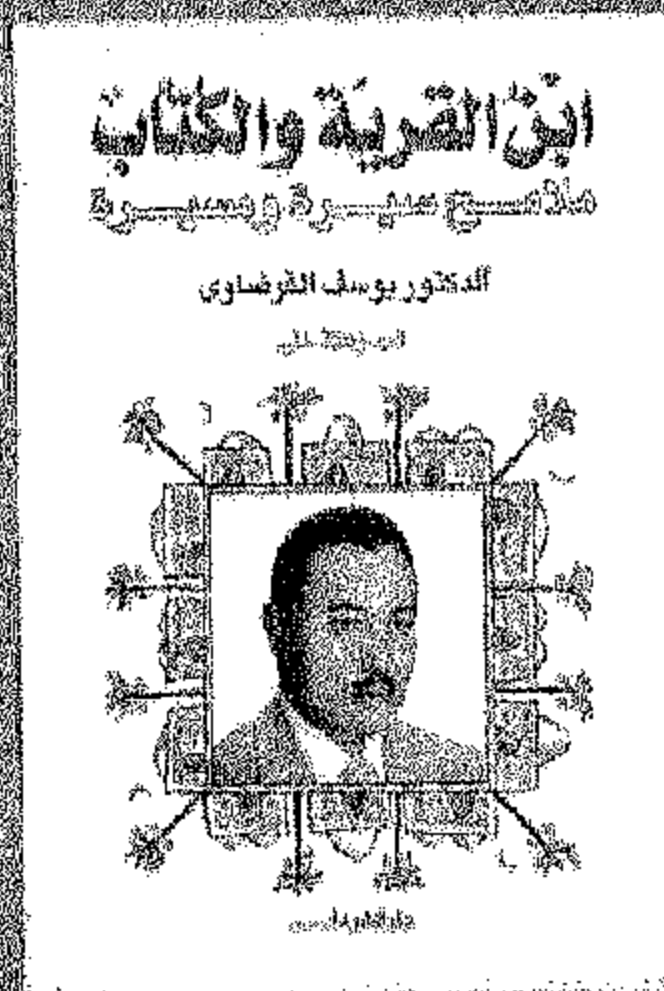 ابن القرية والكتاب
ملامح سيرة ومسيرة
الدكتور يوسف القرضاوي